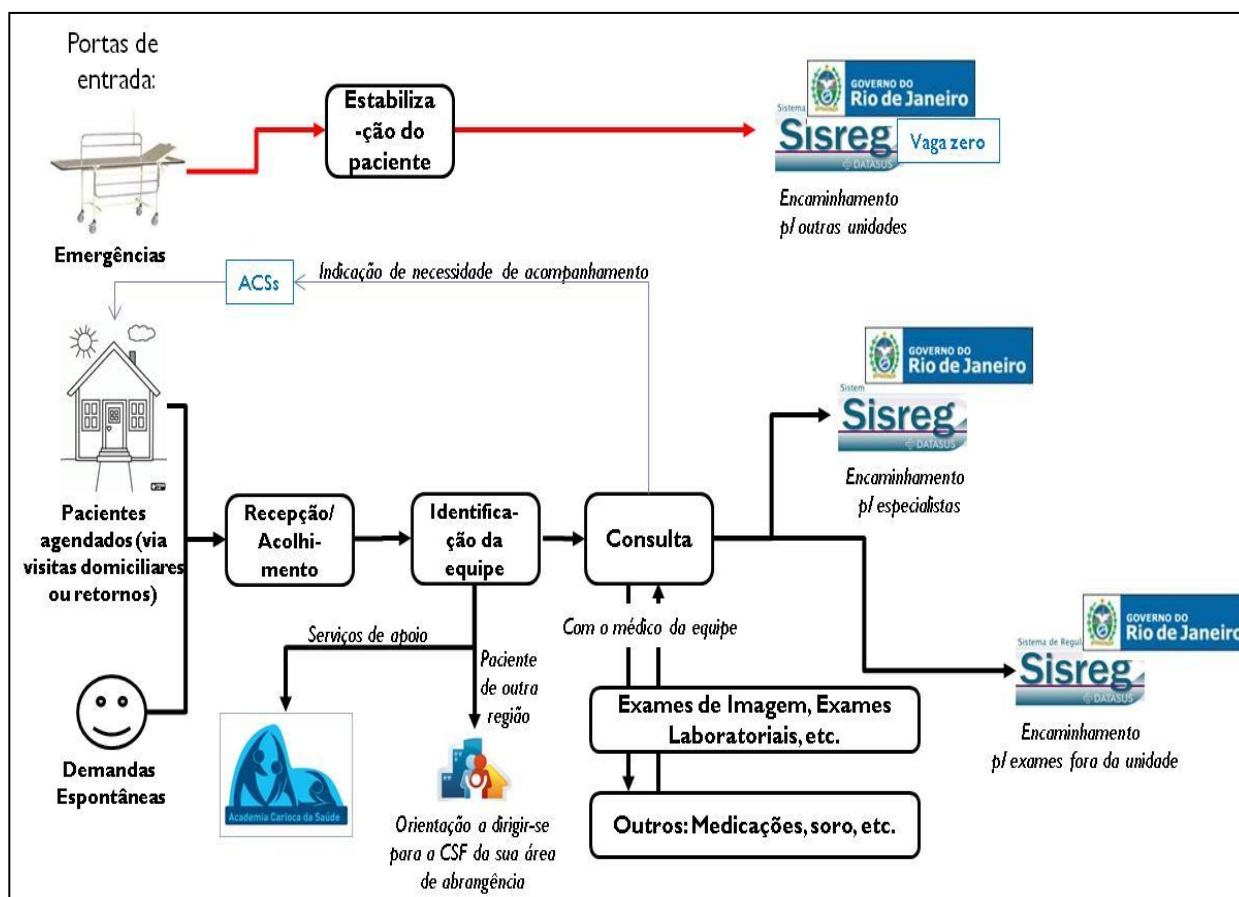 Portas de
entrada:
Estabiliza
-ção do
paciente
GOVERNO DO
Rio de Janeiro
Sistema
Sisreg
DATASUS
Vaga zero
Encaminhamento
p/ outras unidades
Emergências
ACSs
Indicação de necessidade de acompanhamento
GOVERNO DO
Rio de Janeiro
Sistem
Sisreg
DATASUS
Encaminhamento
p/ especialistas
Pacientes
agendados (via
visitas domiciliares
ou retornos)
Recepção/
Acolhi-
mento
Identifica-
ção da
equipe
Consulta
Serviços de apoio
Paciente
de outra
região
Com o médico da equipe
GOVERNO DO
Rio de Janeiro
Sistema de Regula
Sisreg
DATASUS
Encaminhamento
p/ exames fora da unidade
Exames de Imagem, Exames
Laboratoriais, etc.
Outros: Medicações, soro, etc.
Demandas
Espontâneas
Academia Carioca da Saúde
Orientação a dirigir-se
para a CSF da sua área
de abrangência